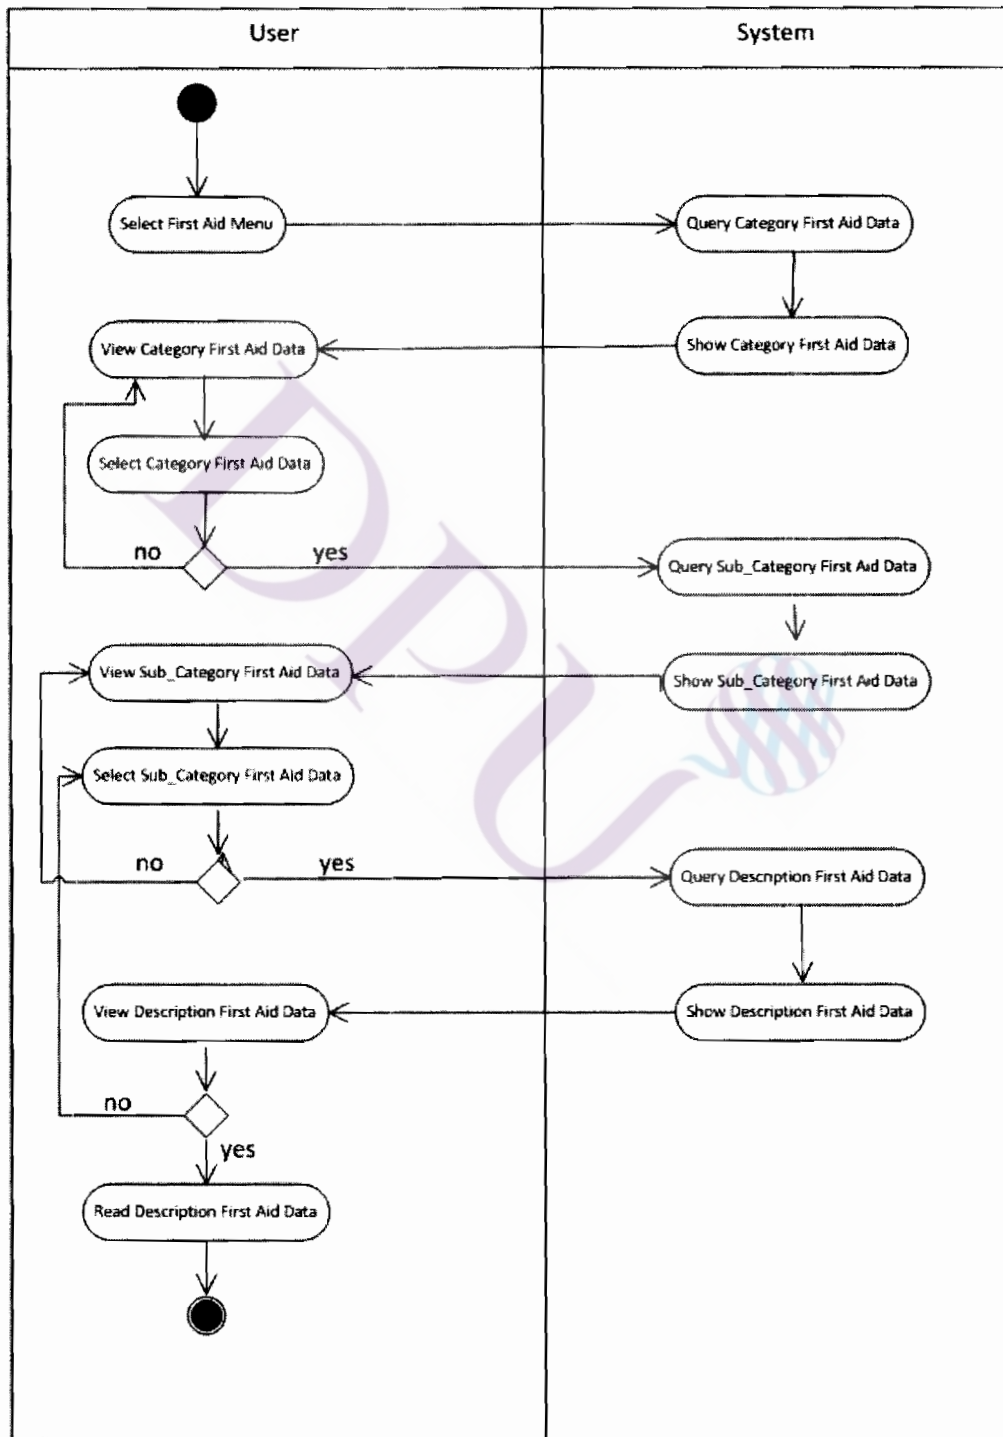 User
System
Select First Aid Menu
Query Category First Aid Data
View Category First Aid Data
Show Category First Aid Data
Select Category First Aid Data
no
yes
Query Sub_Category First Aid Data
View Sub_Category First Aid Data
Show Sub_Category First Aid Data
Select Sub_Category First Aid Data
no
yes
Query Description First Aid Data
View Description First Aid Data
Show Description First Aid Data
no
yes
Read Description First Aid Data
DPU